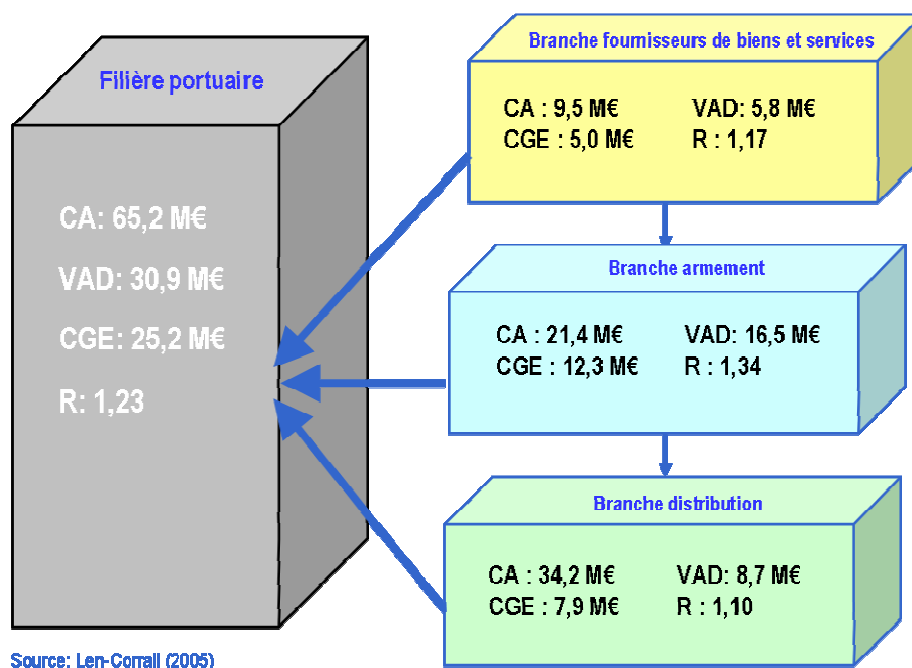 Filière portuaire
CA: 65,2 M€
VAD: 30,9 M€
CGE: 25,2 M€
R: 1,23
Branche fournisseurs de biens et services
CA : 9,5 M€ VAD: 5,8 M€
CGE : 5,0 M€ R : 1,17
Branche armement
CA : 21,4 M€ VAD: 16,5 M€
CGE : 12,3 M€ R : 1,34
Branche distribution
CA : 34,2 M€ VAD: 8,7 M€
CGE : 7,9 M€ R : 1,10
Source: Len-Corrail (2005)